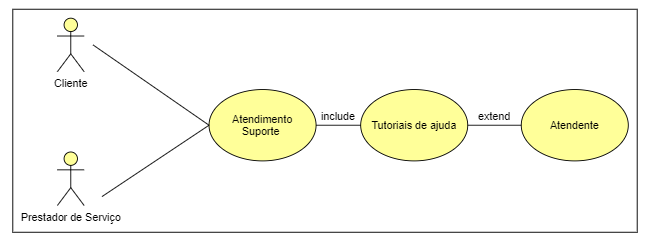 Cliente
Atendimento
Suporte
include
Tutoriais de ajuda
extend
Atendente
Prestador de Serviço